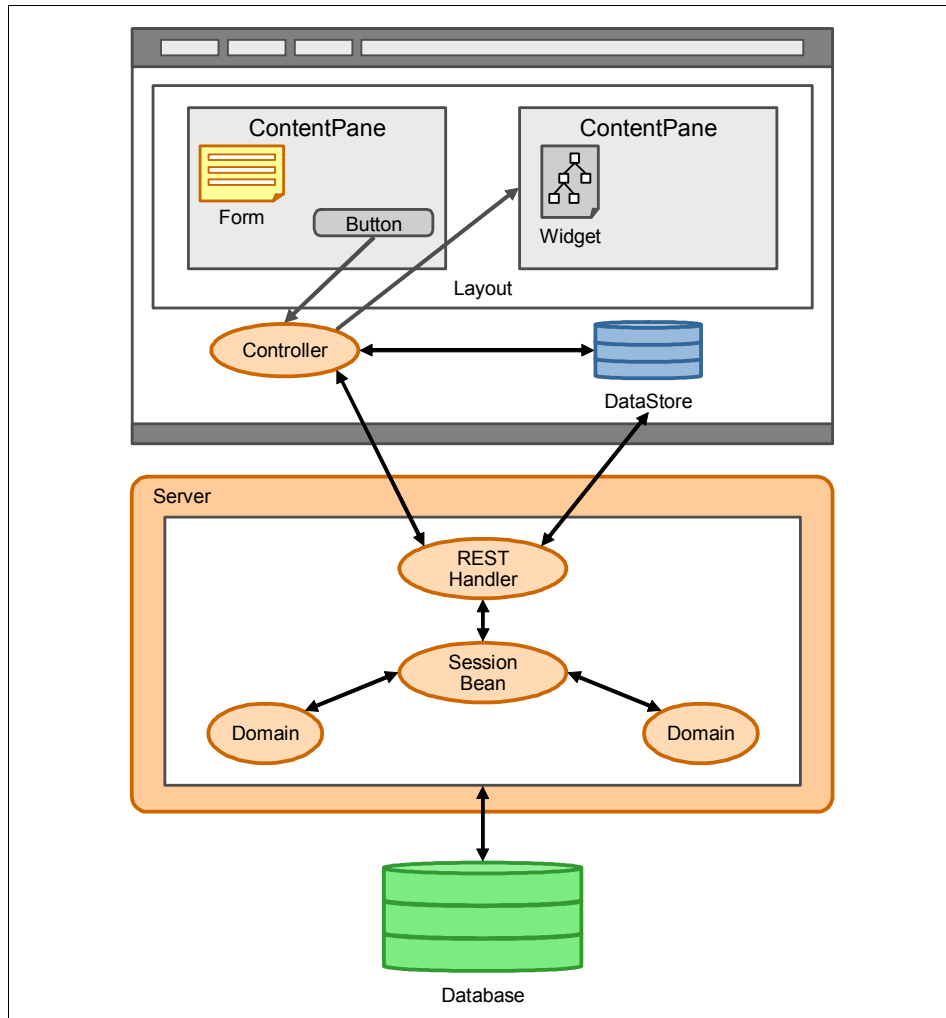 ContentPane
ContentPane
Form
Button
Widget
Layout
Controller
DataStore
Server
REST
Handler
Session
Bean
Domain
Domain
Database